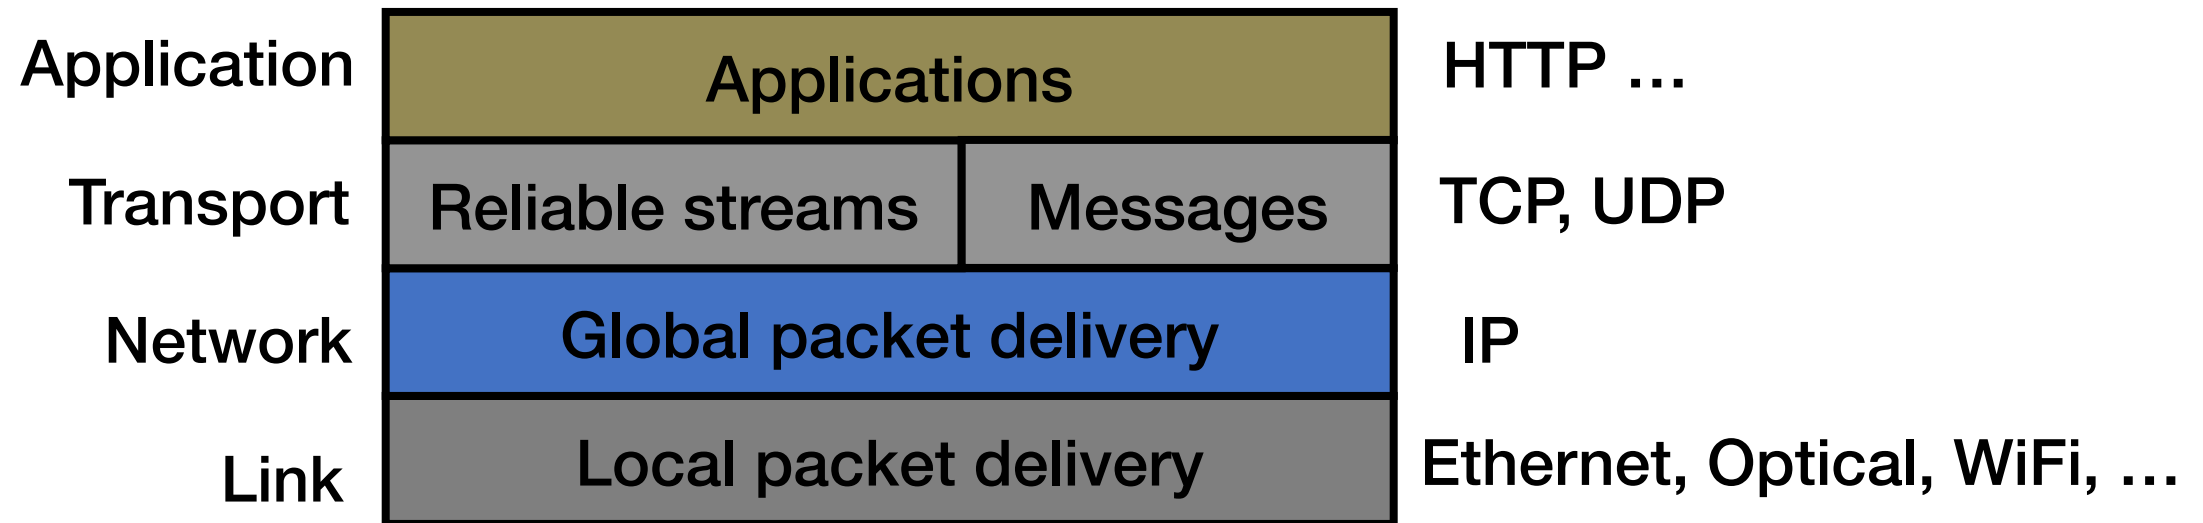 Application
Applications
HTTP …
Transport
Reliable streams
Messages
TCP, UDP
Network
Global packet delivery
IP
Link
Local packet delivery
Ethernet, Optical, WiFi, …